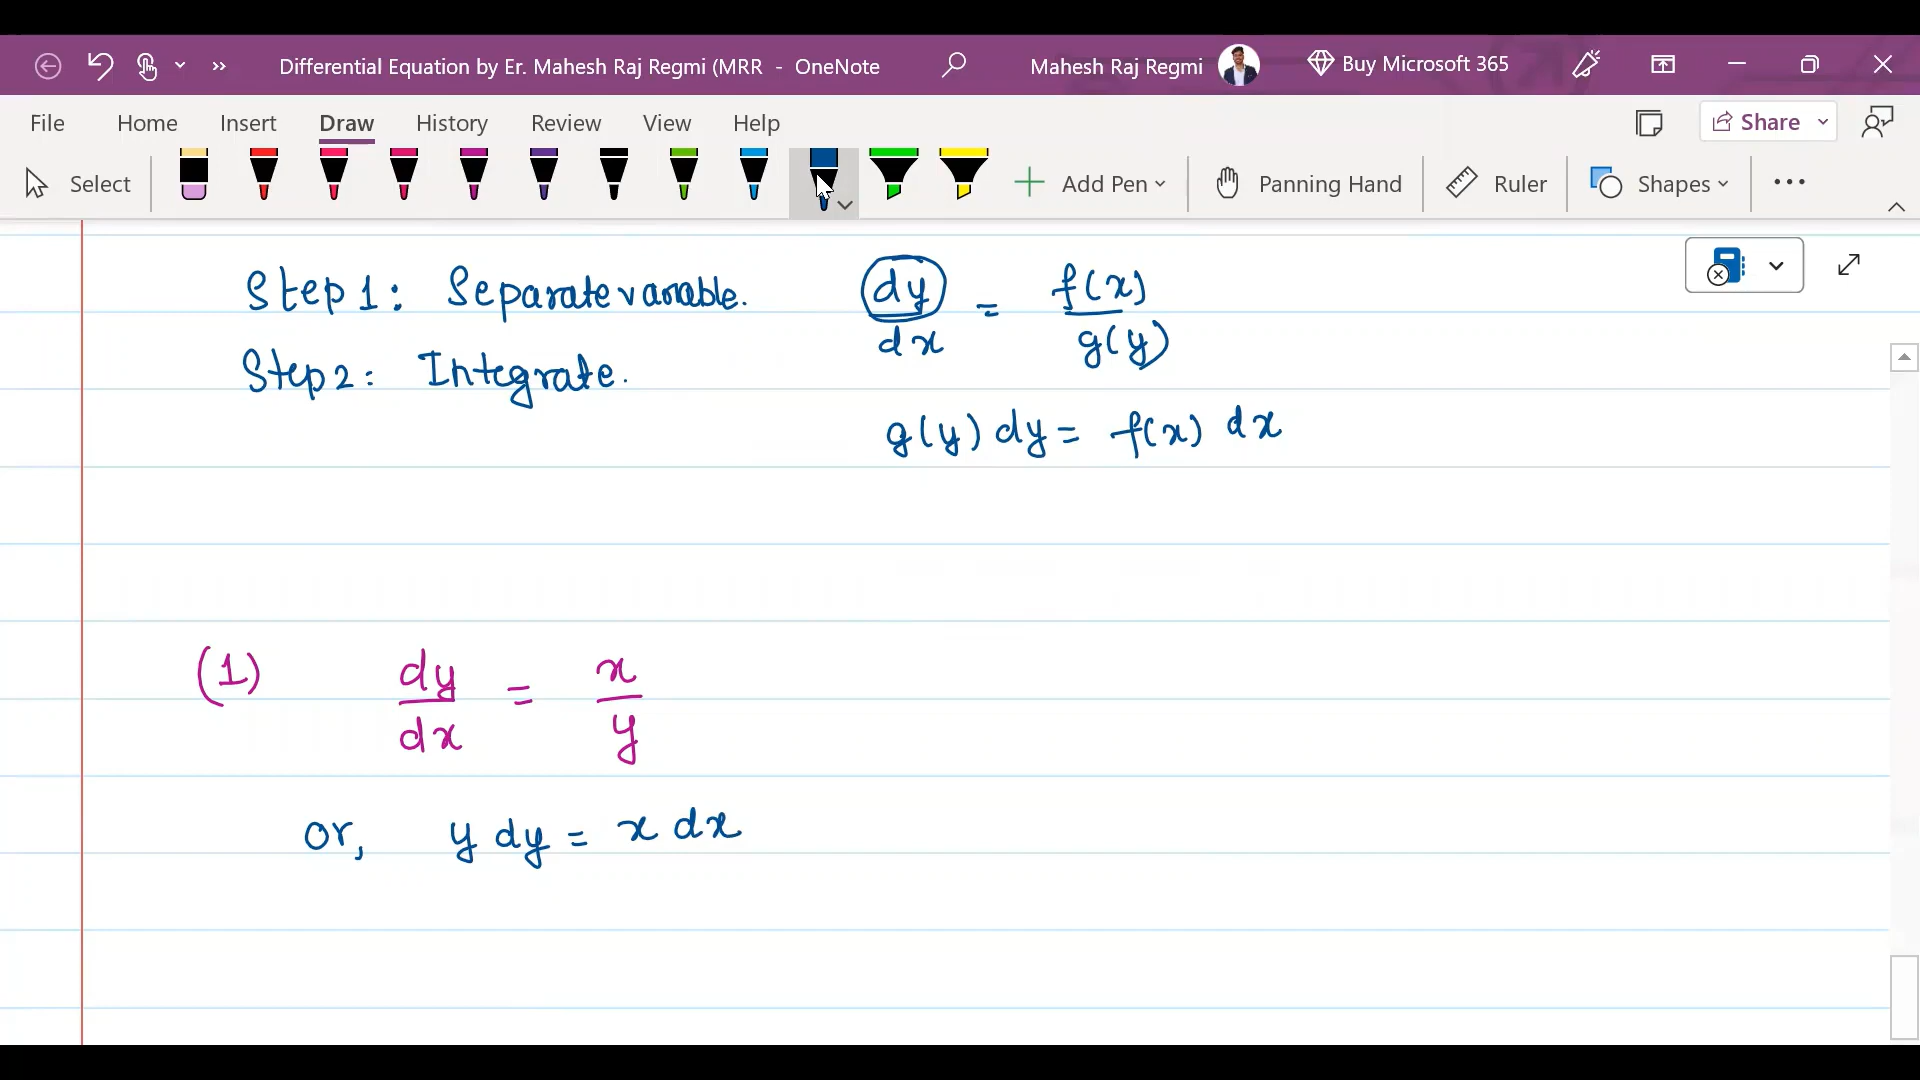 Differential Equation by Er. Mahesh Raj Regmi (MRR - OneNote
Mahesh Raj Regmi
Buy Microsoft 365
File Home Insert Draw History Review View Help
Share
Select
Add Pen
Panning Hand
Ruler
Shapes
Step 1: Separate variable.
dy/dx = f(x)/g(y)
Step 2: Integrate.
g(y) dy = f(x) dx
(1) dy/dx = x/y
or, y dy = x dx